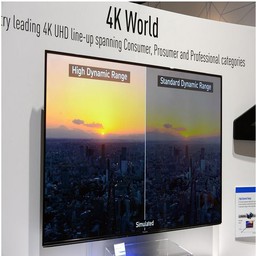 4K World
try leading 4K UHD line-up spanning Consumer, Prosumer and Professional categories
High Dynamic Range
Standard Dynamic Range
Simulated